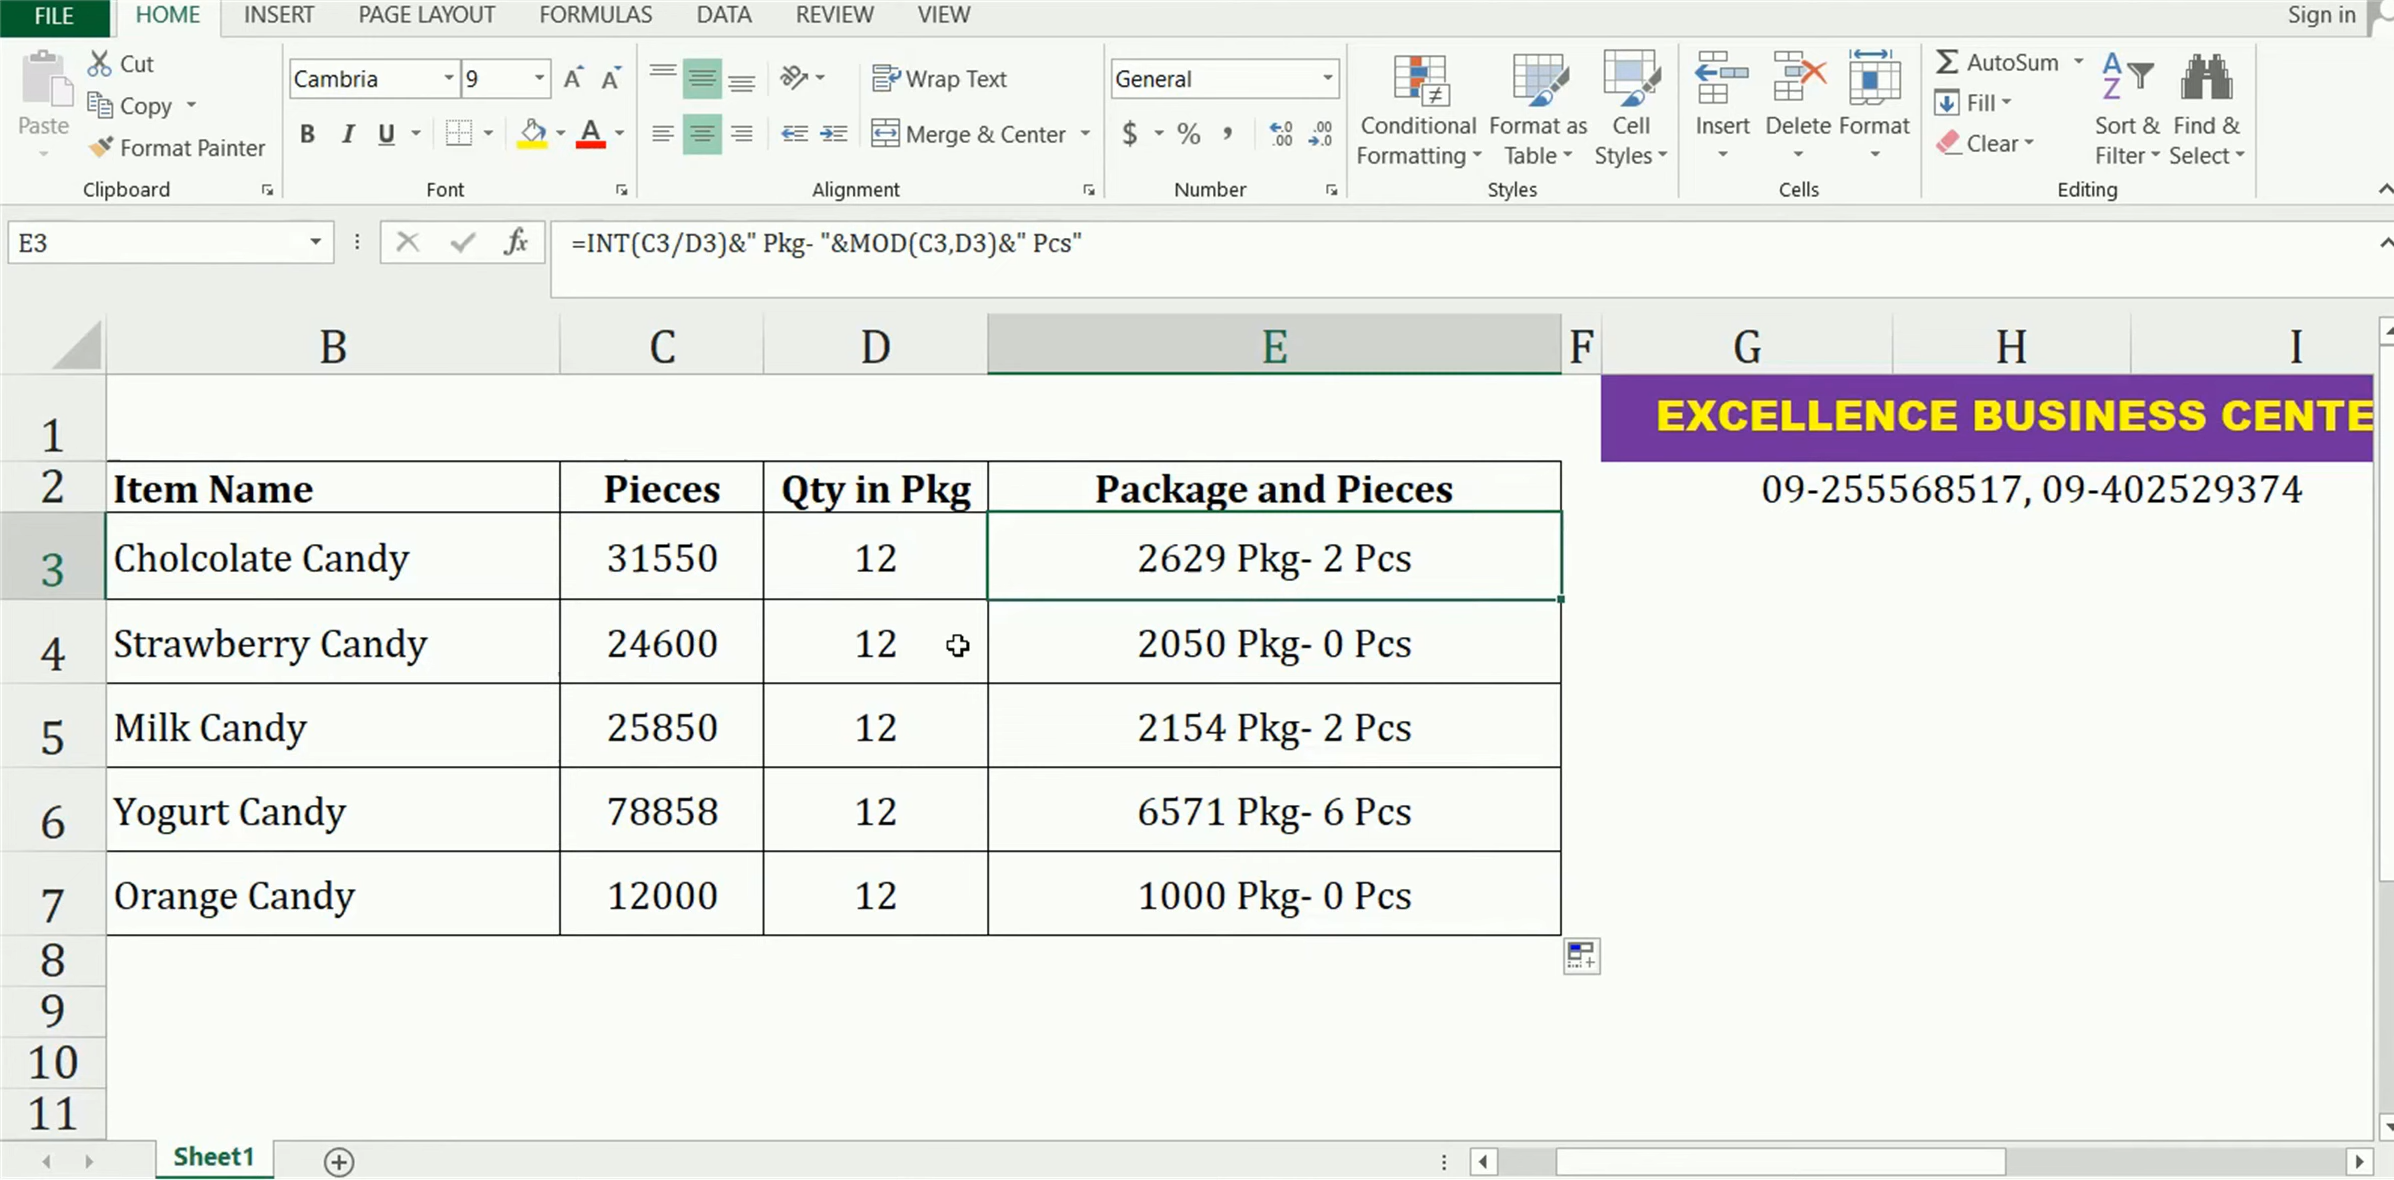 FILE HOME INSERT PAGE LAYOUT FORMULAS DATA REVIEW VIEW Sign in
Paste
Cut
Copy
Format Painter
Clipboard
Cambria 9
B I U
Font
Wrap Text
Merge & Center
Alignment
General
$ % ,
Number
Conditional Formatting
Format as Table
Cell Styles
Styles
Insert Delete Format
Cells
AutoSum
Fill
Clear
Sort & Filter
Find & Select
Editing
E3 fx =INT(C3/D3)&" Pkg- "&MOD(C3,D3)&" Pcs"
B C D E F G H I
1 EXCELLENCE BUSINESS CENTE
2 Item Name Pieces Qty in Pkg Package and Pieces 09-255568517, 09-402529374
3 Cholcolate Candy 31550 12 2629 Pkg- 2 Pcs
4 Strawberry Candy 24600 12 2050 Pkg- 0 Pcs
5 Milk Candy 25850 12 2154 Pkg- 2 Pcs
6 Yogurt Candy 78858 12 6571 Pkg- 6 Pcs
7 Orange Candy 12000 12 1000 Pkg- 0 Pcs
8
9
10
11
Sheet1